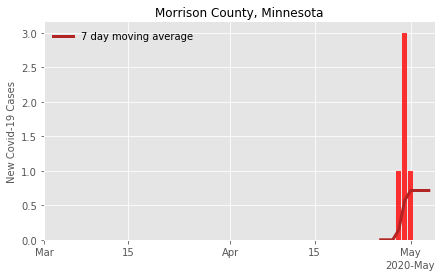 Morrison County, Minnesota
7 day moving average
New Covid-19 Cases
3.0
2.5
2.0
1.5
1.0
0.5
0.0
Mar
15
Apr
15
May
2020-May